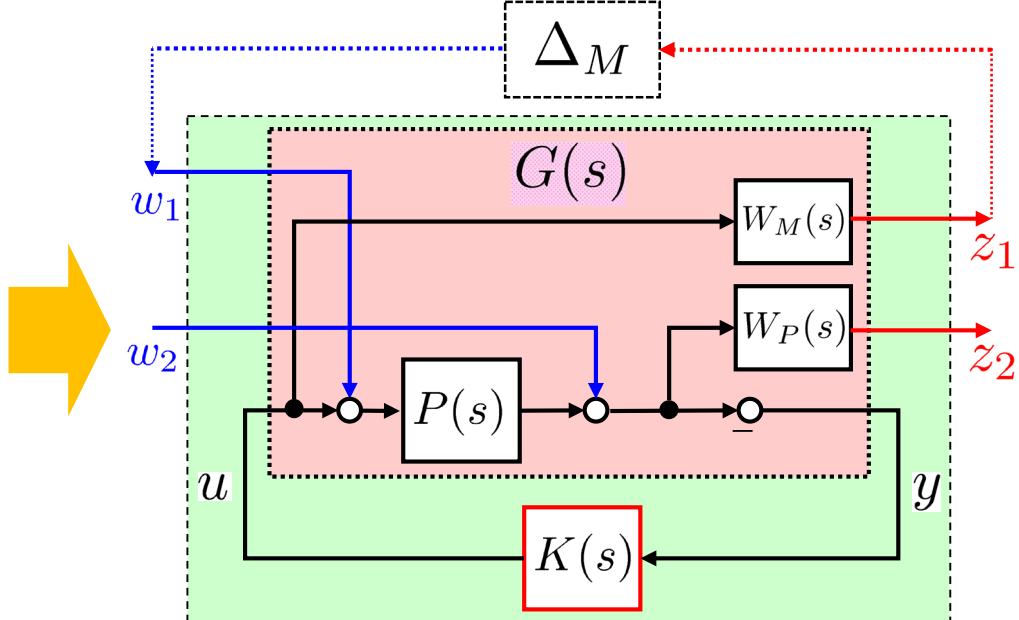 Δ_M
G(s)
w_1
W_M(s)
z_1
w_2
W_P(s)
z_2
P(s)
−
u
y
K(s)